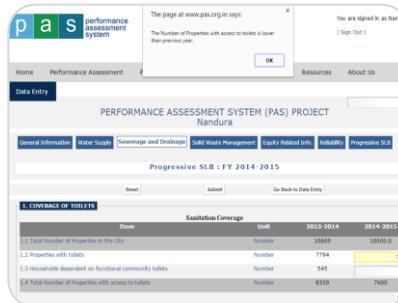 pas performance assessment system
The page at www.pas.org.in says:
The Number of Properties with access to toilets is lower than previous year.
OK
You are signed in as Nan
| Sign Out |
Home Performance Assessment Resources About Us
Data Entry
PERFORMANCE ASSESSMENT SYSTEM (PAS) PROJECT
Nandura
General Information Water Supply Sewerage and Drainage Solid Waste Management Equity Related Info. Reliability Progressive SLB
Progressive SLB : FY 2014-2015
Reset Submit Go Back to Data Entry
1. COVERAGE OF TOILETS
Sanitation Coverage
Item Unit 2013-2014 2014-2015
1.1 Total Number of Properties in the City Number 10800 10000.0
1.2 Properties with toilets Number 7794
1.3 Households dependent on functional community toilets Number 545
1.4 Total Number of Properties with access to toilets Number 8339 7600